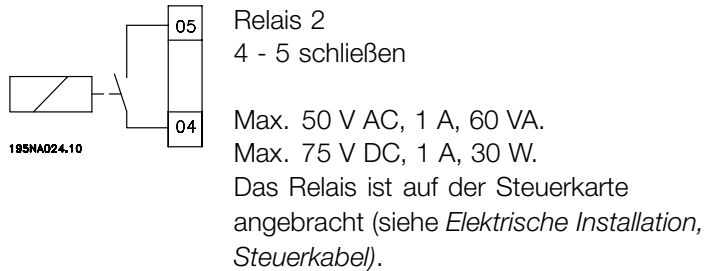 05
04
195NA024.10
Relais 2
4 - 5 schließen
Max. 50 V AC, 1 A, 60 VA.
Max. 75 V DC, 1 A, 30 W.
Das Relais ist auf der Steuerkarte
angebracht (siehe Elektrische Installation,
Steuerkabel).